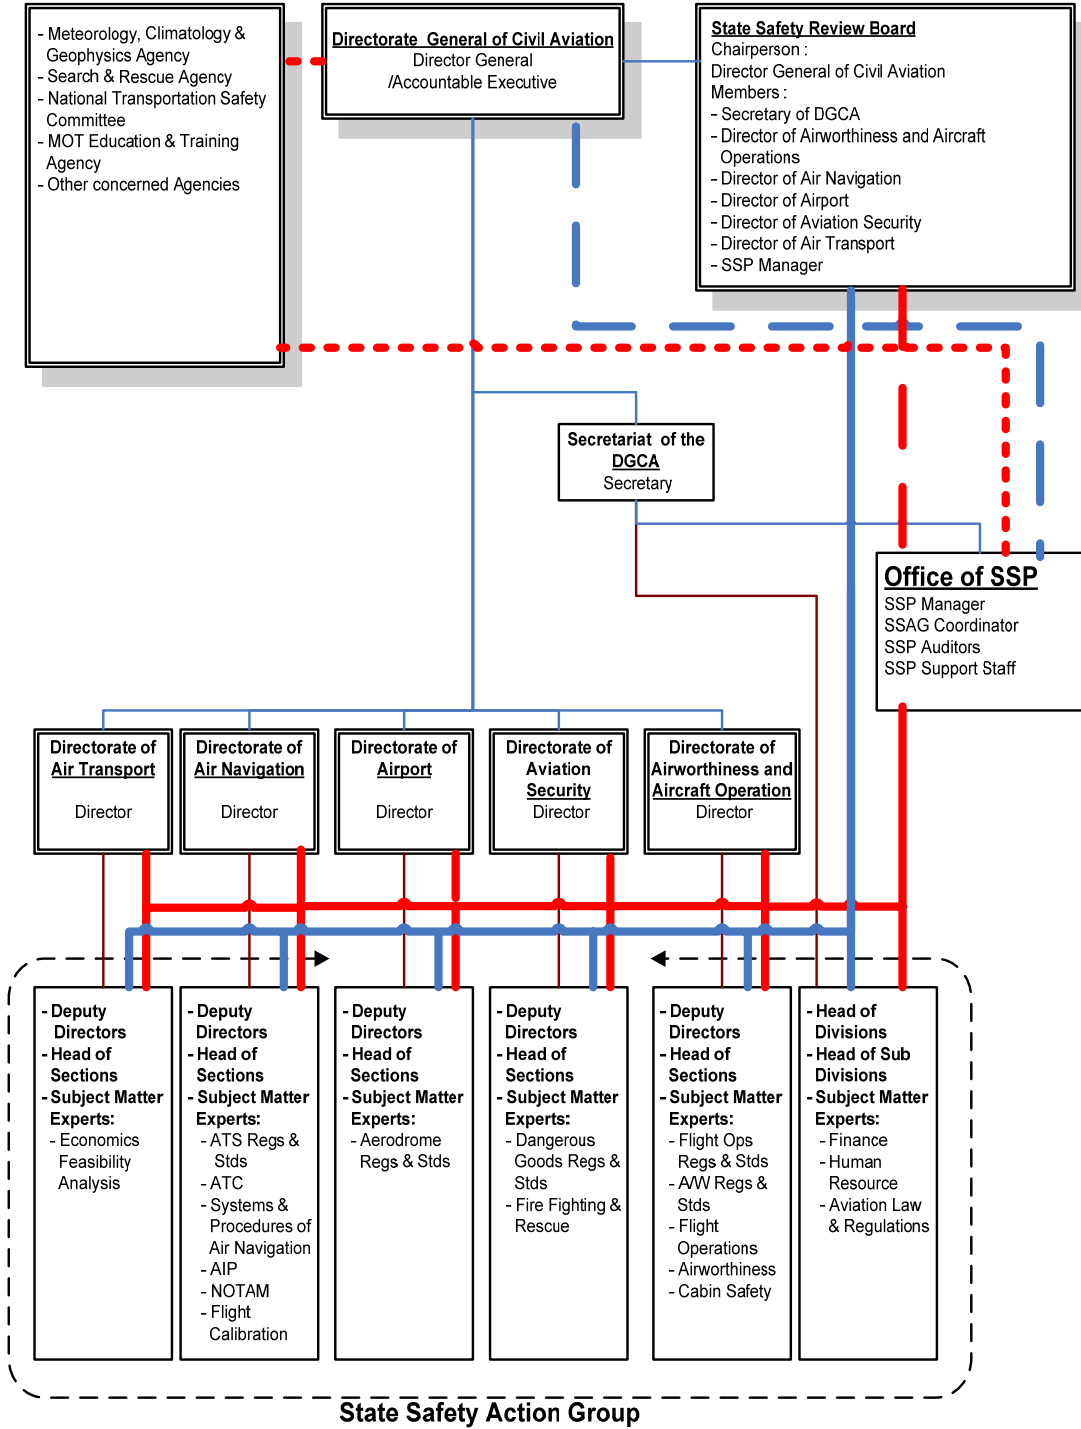 - Meteorology, Climatology &
Geophysics Agency
- Search & Rescue Agency
- National Transportation Safety
Committee
- MOT Education & Training
Agency
- Other concerned Agencies
Directorate General of Civil Aviation
Director General
/Accountable Executive
State Safety Review Board
Chairperson :
Director General of Civil Aviation
Members :
- Secretary of DGCA
- Director of Airworthiness and Aircraft
Operations
- Director of Air Navigation
- Director of Airport
- Director of Aviation Security
- Director of Air Transport
- SSP Manager
Secretariat of the
DGCA
Secretary
Office of SSP
SSP Manager
SSAG Coordinator
SSP Auditors
SSP Support Staff
Directorate of
Air Transport
Director
Directorate of
Air Navigation
Director
Directorate of
Airport
Director
Directorate of
Aviation
Security
Director
Directorate of
Airworthiness and
Aircraft Operation
Director
- Deputy
Directors
- Head of
Sections
- Subject Matter
Experts:
- Economics
Feasibility
Analysis
- Deputy
Directors
- Head of
Sections
- Subject Matter
Experts:
- ATS Regs &
Stds
- ATC
- Systems &
Procedures of
Air Navigation
- AIP
- NOTAM
- Flight
Calibration
- Deputy
Directors
- Head of
Sections
- Subject Matter
Experts:
- Aerodrome
Regs & Stds
- Deputy
Directors
- Head of
Sections
- Subject Matter
Experts:
- Dangerous
Goods Regs &
Stds
- Fire Fighting &
Rescue
- Deputy
Directors
- Head of
Sections
- Subject Matter
Experts:
- Flight Ops
Regs & Stds
- A/W Regs &
Stds
- Flight
Operations
- Airworthiness
- Cabin Safety
- Head of
Divisions
- Head of Sub
Divisions
- Subject Matter
Experts:
- Finance
- Human
Resource
- Aviation Law
& Regulations
State Safety Action Group